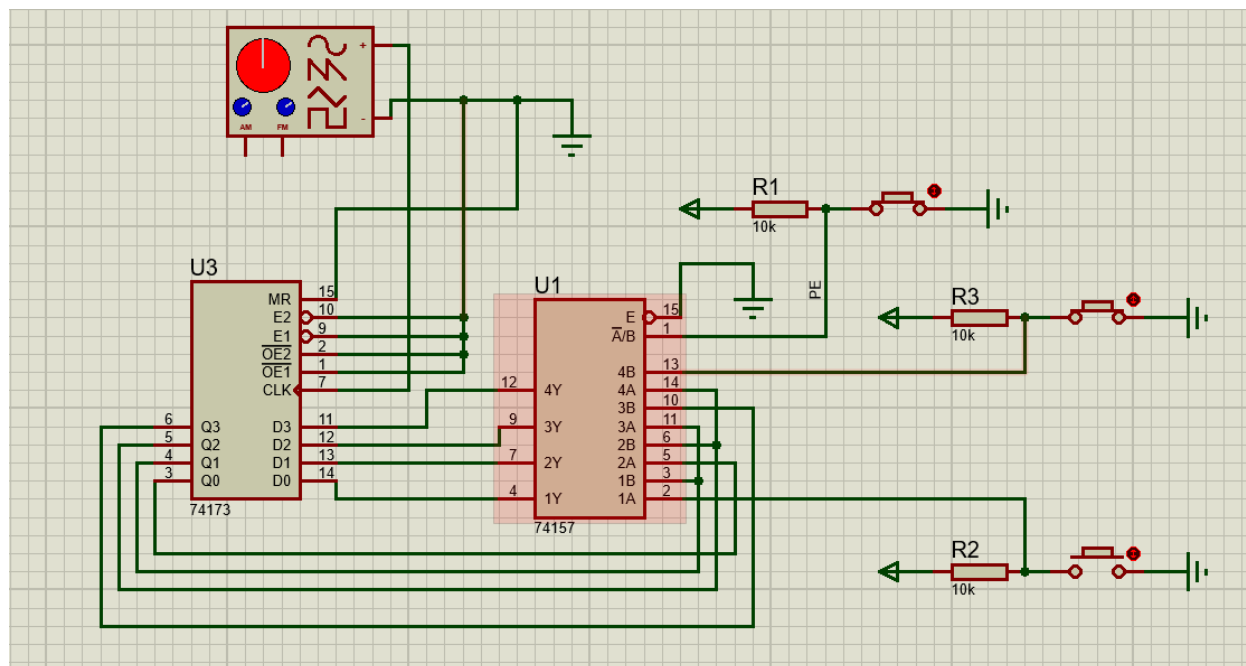 +
-
AM
FM
R1
10k
PE
R3
10k
R2
10k
U3
MR
15
E2
10
E1
9
OE2
2
OE1
1
CLK
7
6
Q3
D3
11
5
Q2
D2
12
4
Q1
D1
13
3
Q0
D0
14
74173
U1
E
15
A/B
1
4B
13
12
4Y
4A
14
3B
10
9
3Y
3A
11
2B
6
7
2Y
2A
5
1B
3
4
1Y
1A
2
74157